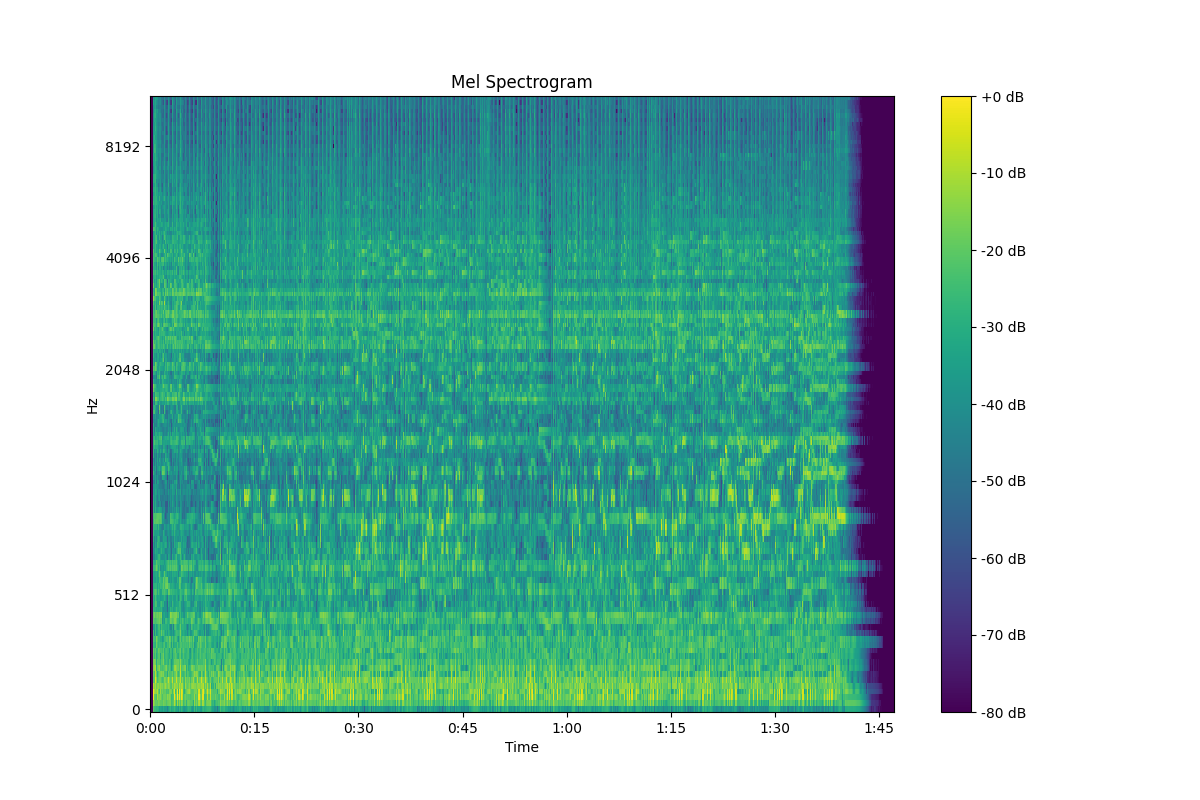 Mel Spectrogram
8192
4096
2048
1024
512
0
Hz
0:00 0:15 0:30 0:45 1:00 1:15 1:30 1:45
Time
+0 dB
-10 dB
-20 dB
-30 dB
-40 dB
-50 dB
-60 dB
-70 dB
-80 dB